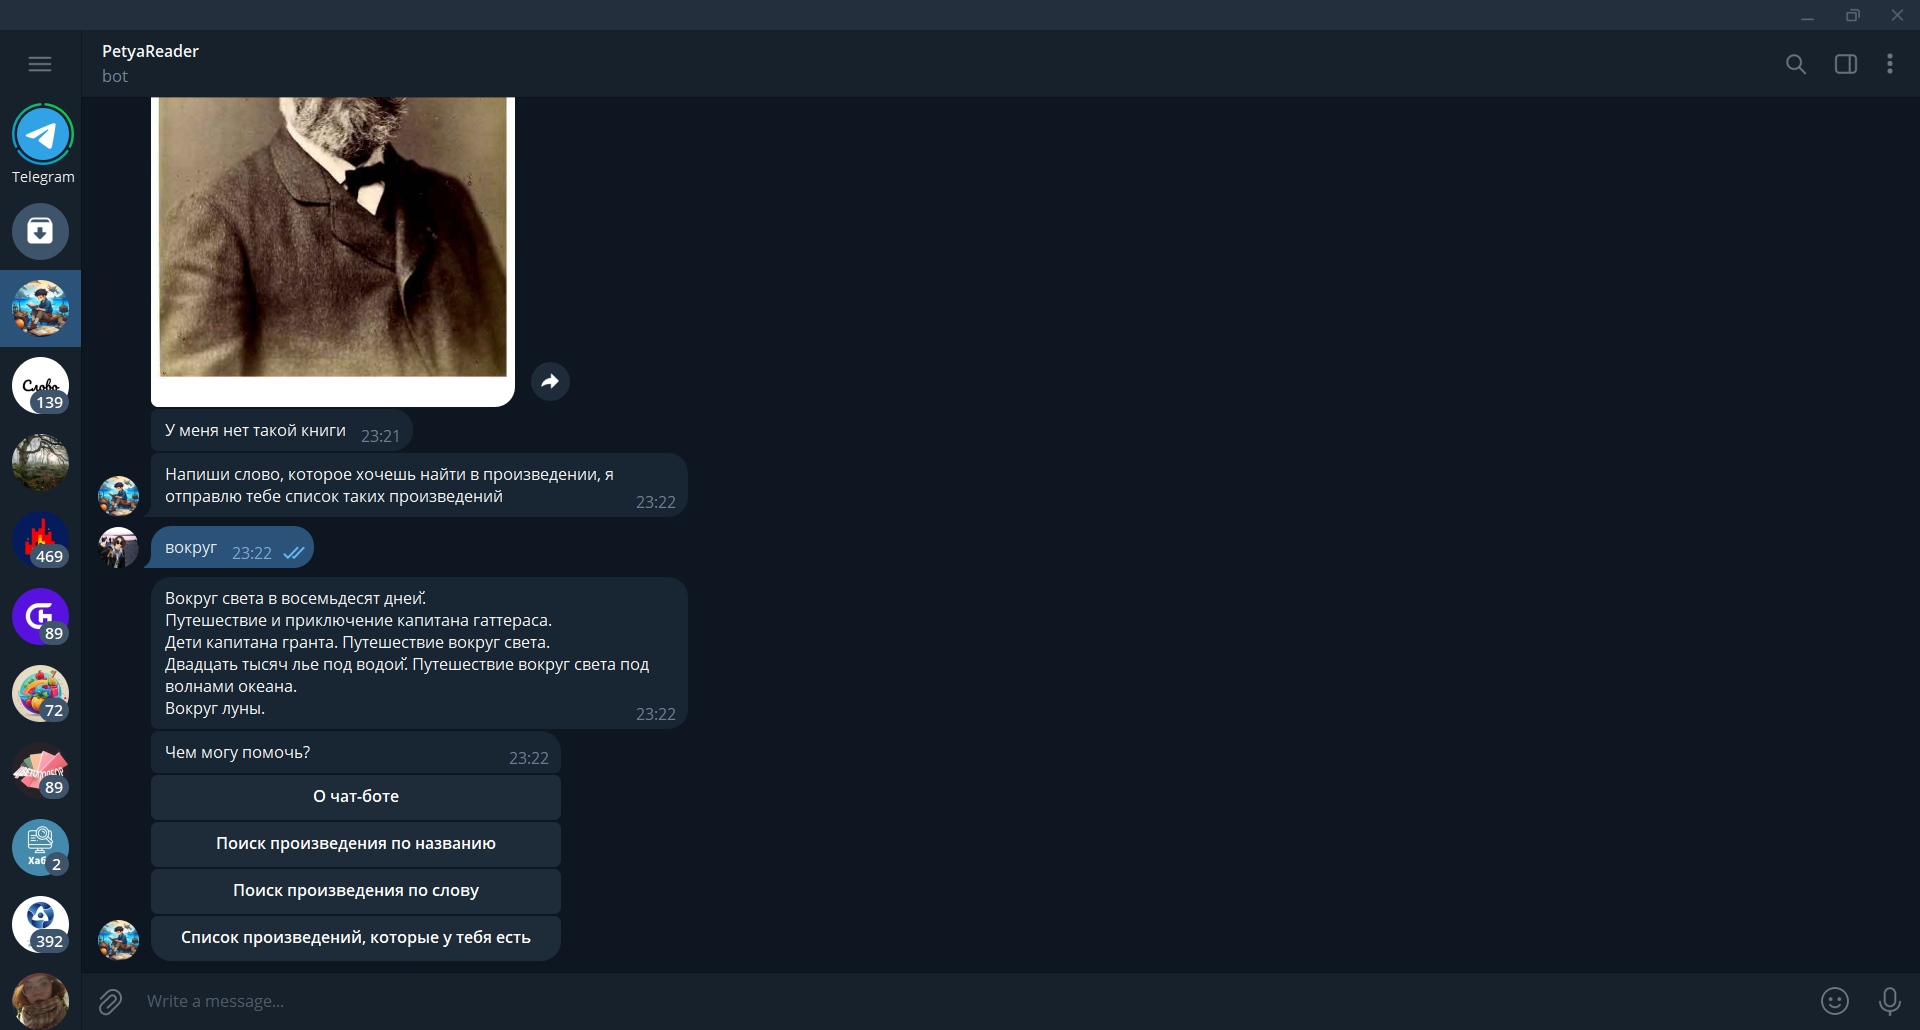 PetyaReader
bot
Telegram
Слово
139
469
89
72
89
Хаб
2
392
У меня нет такой книги 23:21
Напиши слово, которое хочешь найти в произведении, я
отправлю тебе список таких произведений 23:22
вокруг 23:22
Вокруг света в восемьдесят дней.
Путешествие и приключение капитана гаттераса.
Дети капитана гранта. Путешествие вокруг света.
Двадцать тысяч лье под водой. Путешествие вокруг света под
волнами океана.
Вокруг луны. 23:22
Чем могу помочь? 23:22
О чат-боте
Поиск произведения по названию
Поиск произведения по слову
Список произведений, которые у тебя есть
Write a message...